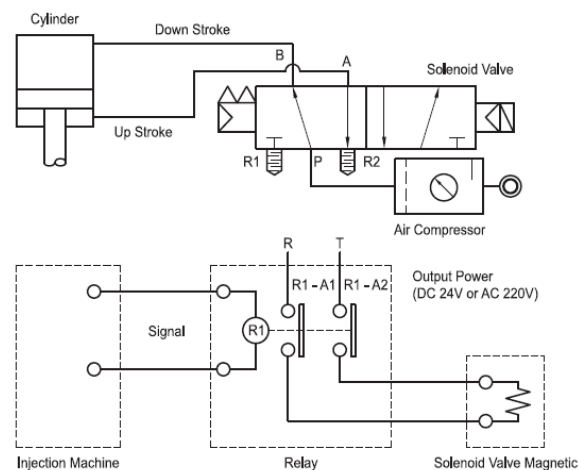 Cylinder
Down Stroke
B
A
Solenoid Valve
Up Stroke
R1
P
R2
Air Compressor
R
T
R1-A1
R1-A2
Output Power
(DC 24V or AC 220V)
Signal
R1
Injection Machine
Relay
Solenoid Valve Magnetic